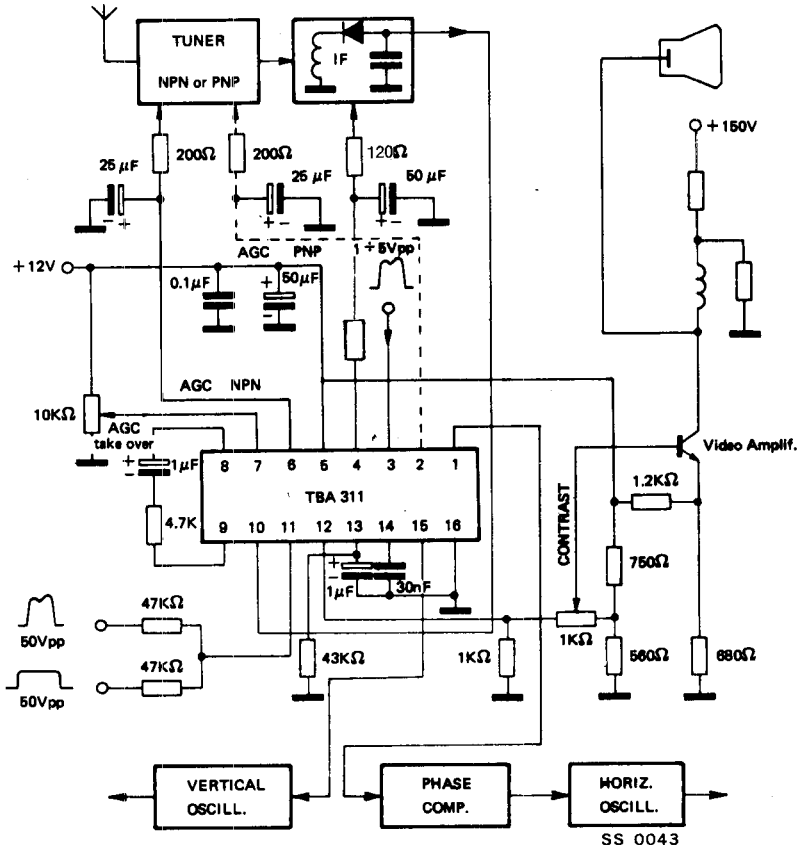 TUNER
NPN or PNP
IF
200Ω
200Ω
120Ω
25 μF
25 μF
50 μF
+ -
- +
+ -
+ -
AGC PNP
1 ÷ 5Vpp
+150V
+12V
0.1μF
50μF
+
-
AGC NPN
10KΩ
AGC
take over
+
-
1μF
4.7K
8 7 6 5 4 3 2 1
TBA 311
9 10 11 12 13 14 15 16
Video Amplif.
1.2KΩ
CONTRAST
750Ω
+
-
1μF
30nF
47KΩ
50Vpp
47KΩ
50Vpp
43KΩ
1KΩ
1KΩ
560Ω
680Ω
VERTICAL
OSCILL.
PHASE
COMP.
HORIZ.
OSCILL.
SS 0043